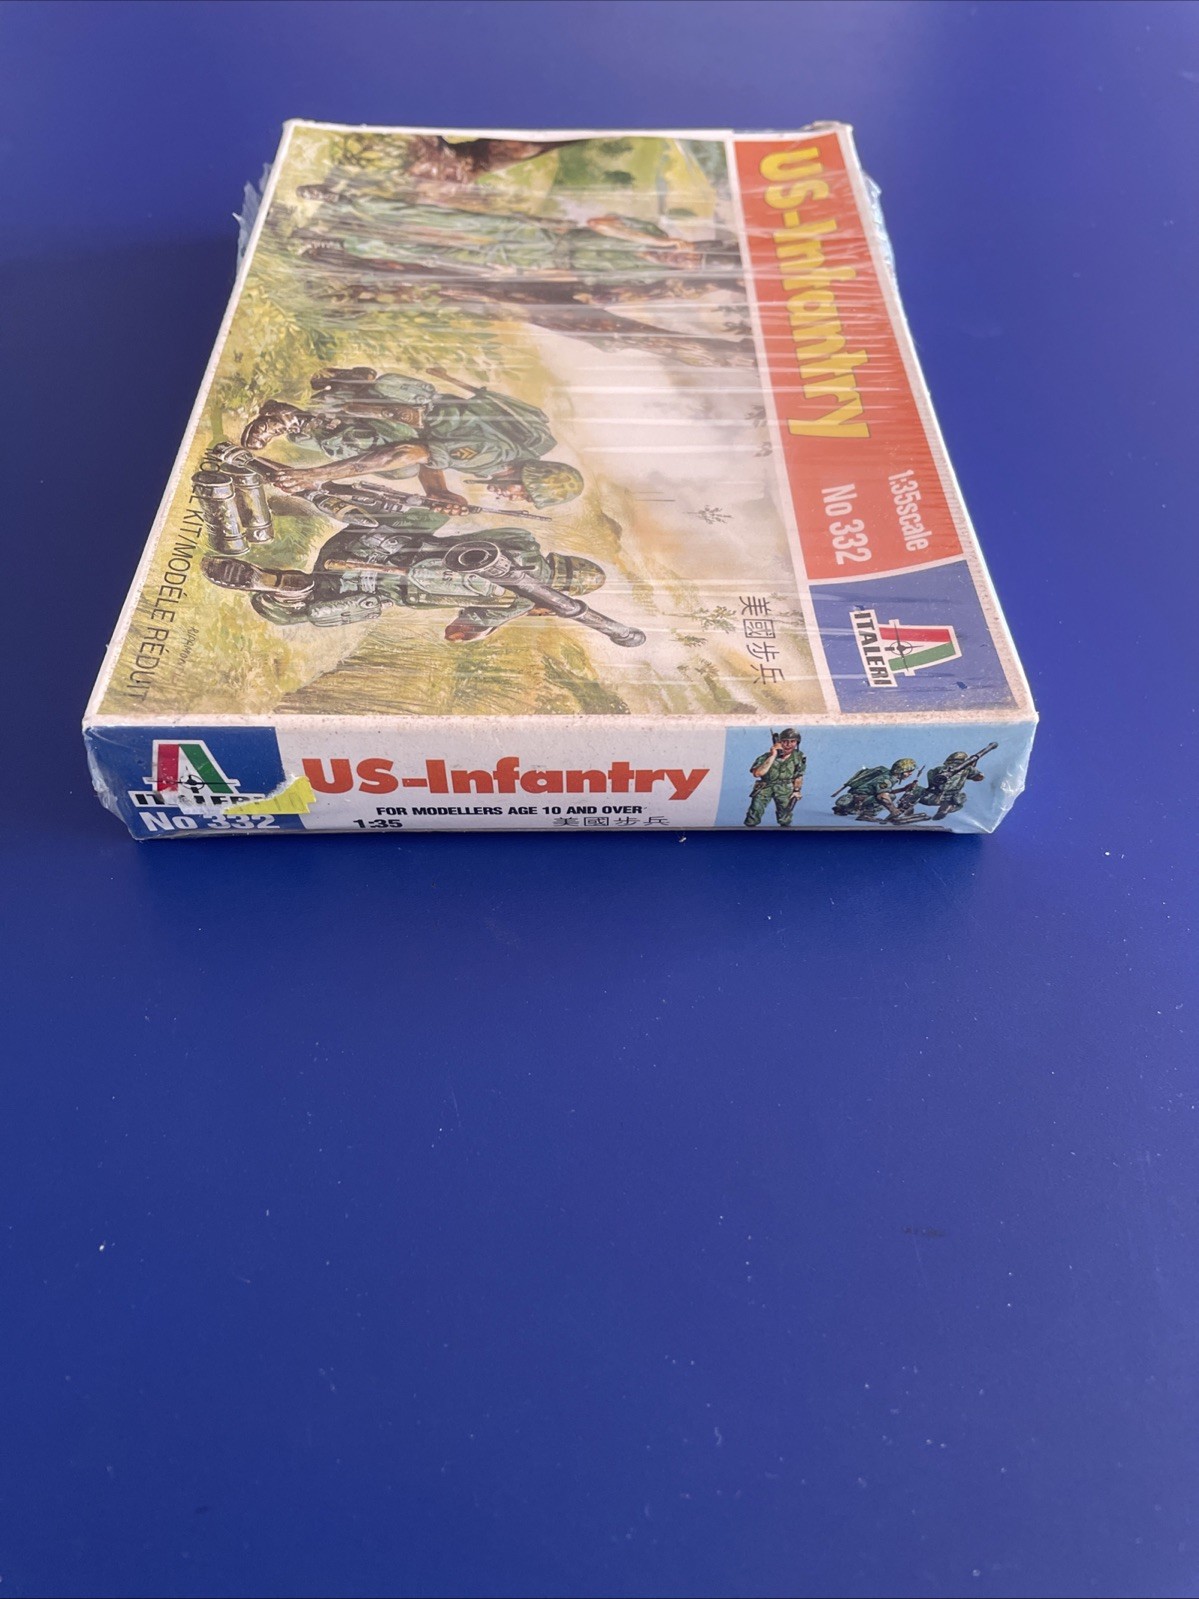 US-Infantry
1:35scale
No 332
ITALERI
美國步兵
MODEL KIT/MODÈLE RÉDUIT
ITALERI
No 332
US-Infantry
FOR MODELLERS AGE 10 AND OVER
1:35
美國步兵